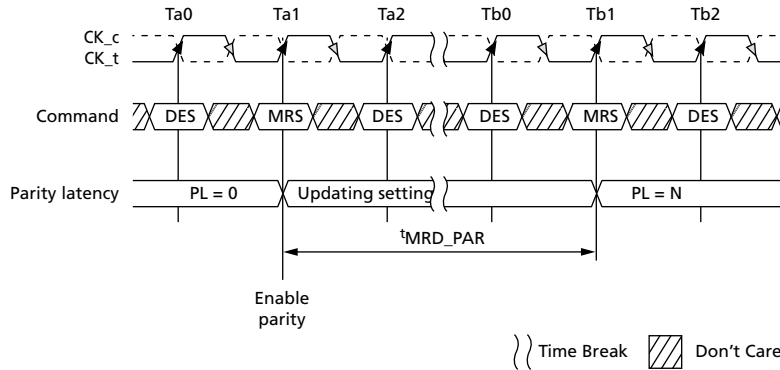 Ta0 Ta1 Ta2 Tb0 Tb1 Tb2
CK_c
CK_t
Command DES MRS DES DES MRS DES
Parity latency PL = 0 Updating setting PL = N
tMRD_PAR
Enable
parity
Time Break Don't Care